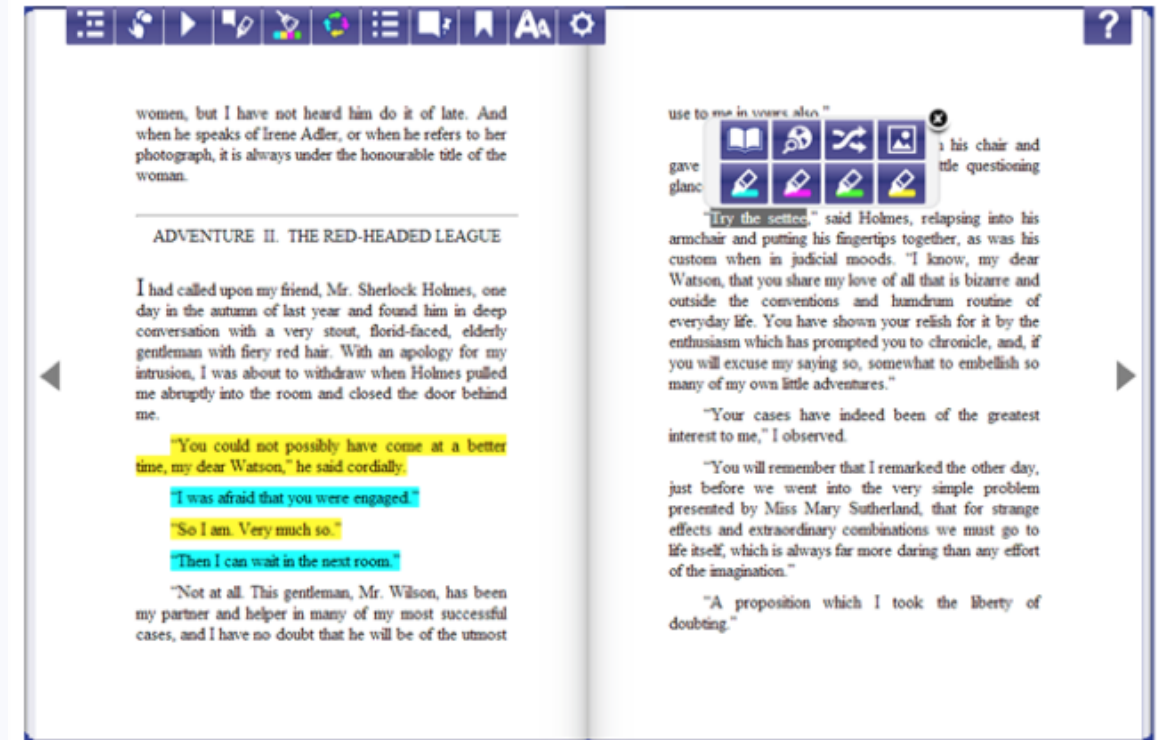 AA
?
women, but I have not heard him do it of late. And
when he speaks of Irene Adler, or when he refers to her
photograph, it is always under the honourable title of the
woman.
ADVENTURE II. THE RED-HEADED LEAGUE
I had called upon my friend, Mr. Sherlock Holmes, one
day in the autumn of last year and found him in deep
conversation with a very stout, florid-faced, elderly
gentleman with fiery red hair. With an apology for my
intrusion, I was about to withdraw when Holmes pulled
me abruptly into the room and closed the door behind
me.
“You could not possibly have come at a better
time, my dear Watson,” he said cordially.
“I was afraid that you were engaged.”
“So I am. Very much so.”
“Then I can wait in the next room.”
“Not at all. This gentleman, Mr. Wilson, has been
my partner and helper in many of my most successful
cases, and I have no doubt that he will be of the utmost
use to me in yours also.”
his chair and
gave ttle questioning
glanc
“Try the settee,” said Holmes, relapsing into his
armchair and putting his fingertips together, as was his
custom when in judicial moods. “I know, my dear
Watson, that you share my love of all that is bizarre and
outside the conventions and humdrum routine of
everyday life. You have shown your relish for it by the
enthusiasm which has prompted you to chronicle, and, if
you will excuse my saying so, somewhat to embellish so
many of my own little adventures.”
“Your cases have indeed been of the greatest
interest to me,” I observed.
“You will remember that I remarked the other day,
just before we went into the very simple problem
presented by Miss Mary Sutherland, that for strange
effects and extraordinary combinations we must go to
life itself, which is always far more daring than any effort
of the imagination.”
“A proposition which I took the liberty of
doubting.”